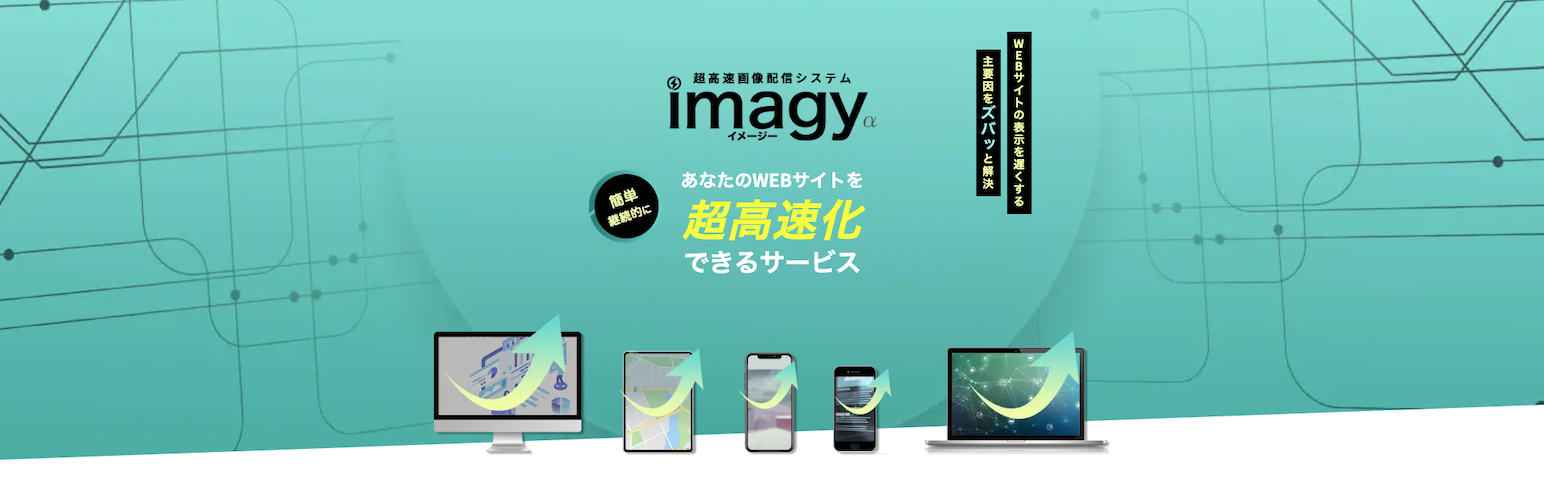 超高速画像配信システム
imagy α
イメージー
WEBサイトの表示を遅くする
主要因をズバッと解決
簡単
継続的に
あなたのWEBサイトを
超高速化
できるサービス